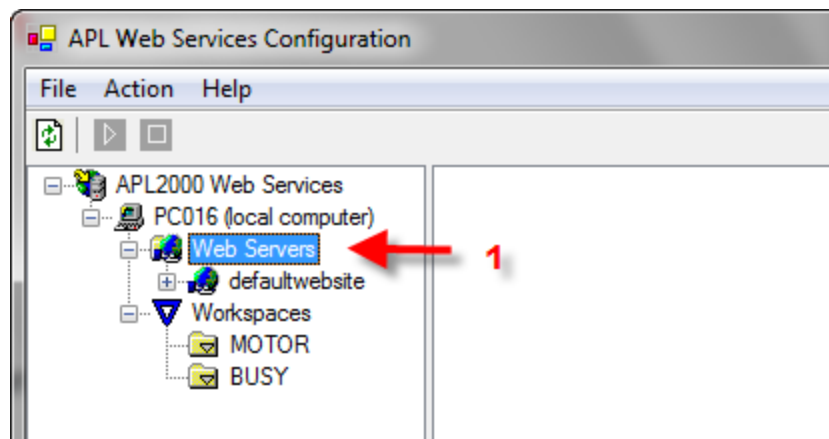 APL Web Services Configuration
File Action Help
APL2000 Web Services
PC016 (local computer)
Web Servers
1
defaultwebsite
Workspaces
MOTOR
BUSY